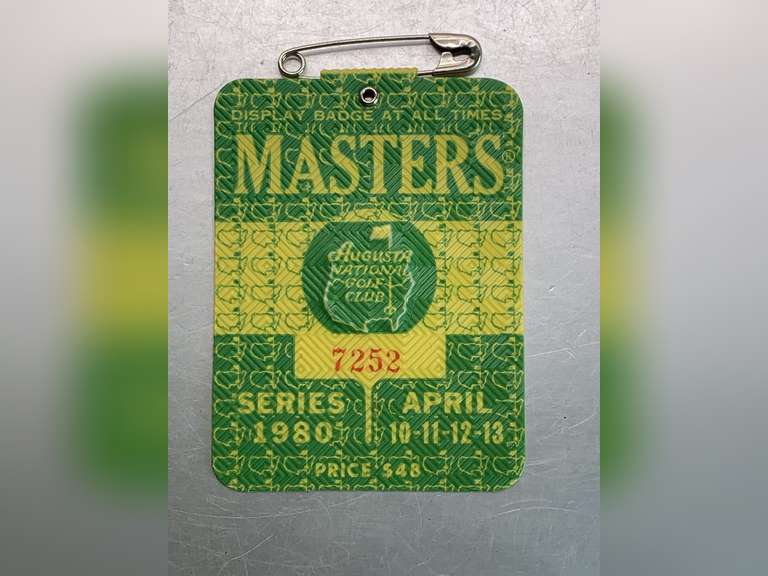 DISPLAY BADGE AT ALL TIMES
MASTERS®
AUGUSTA
NATIONAL
GOLF
CLUB
7252
SERIES APRIL
1980 10-11-12-13
PRICE $48